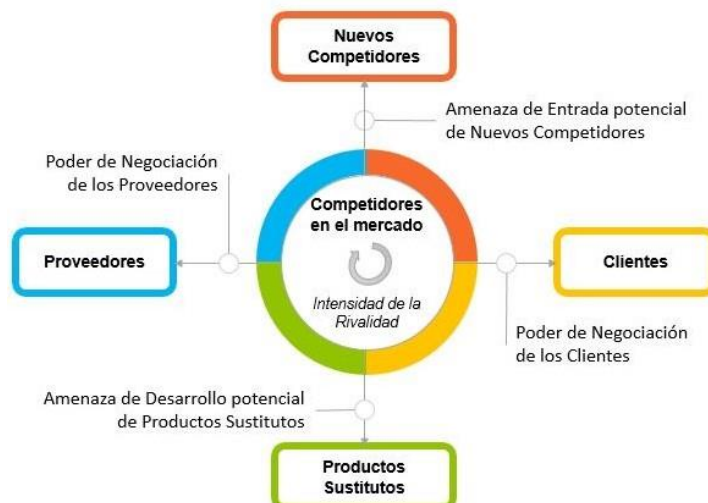 Nuevos
Competidores
Amenaza de Entrada potencial
de Nuevos Competidores
Poder de Negociación
de los Proveedores
Competidores
en el mercado
Proveedores
Clientes
Intensidad de la
Rivalidad
Poder de Negociación
de los Clientes
Amenaza de Desarrollo potencial
de Productos Sustitutos
Productos
Sustitutos